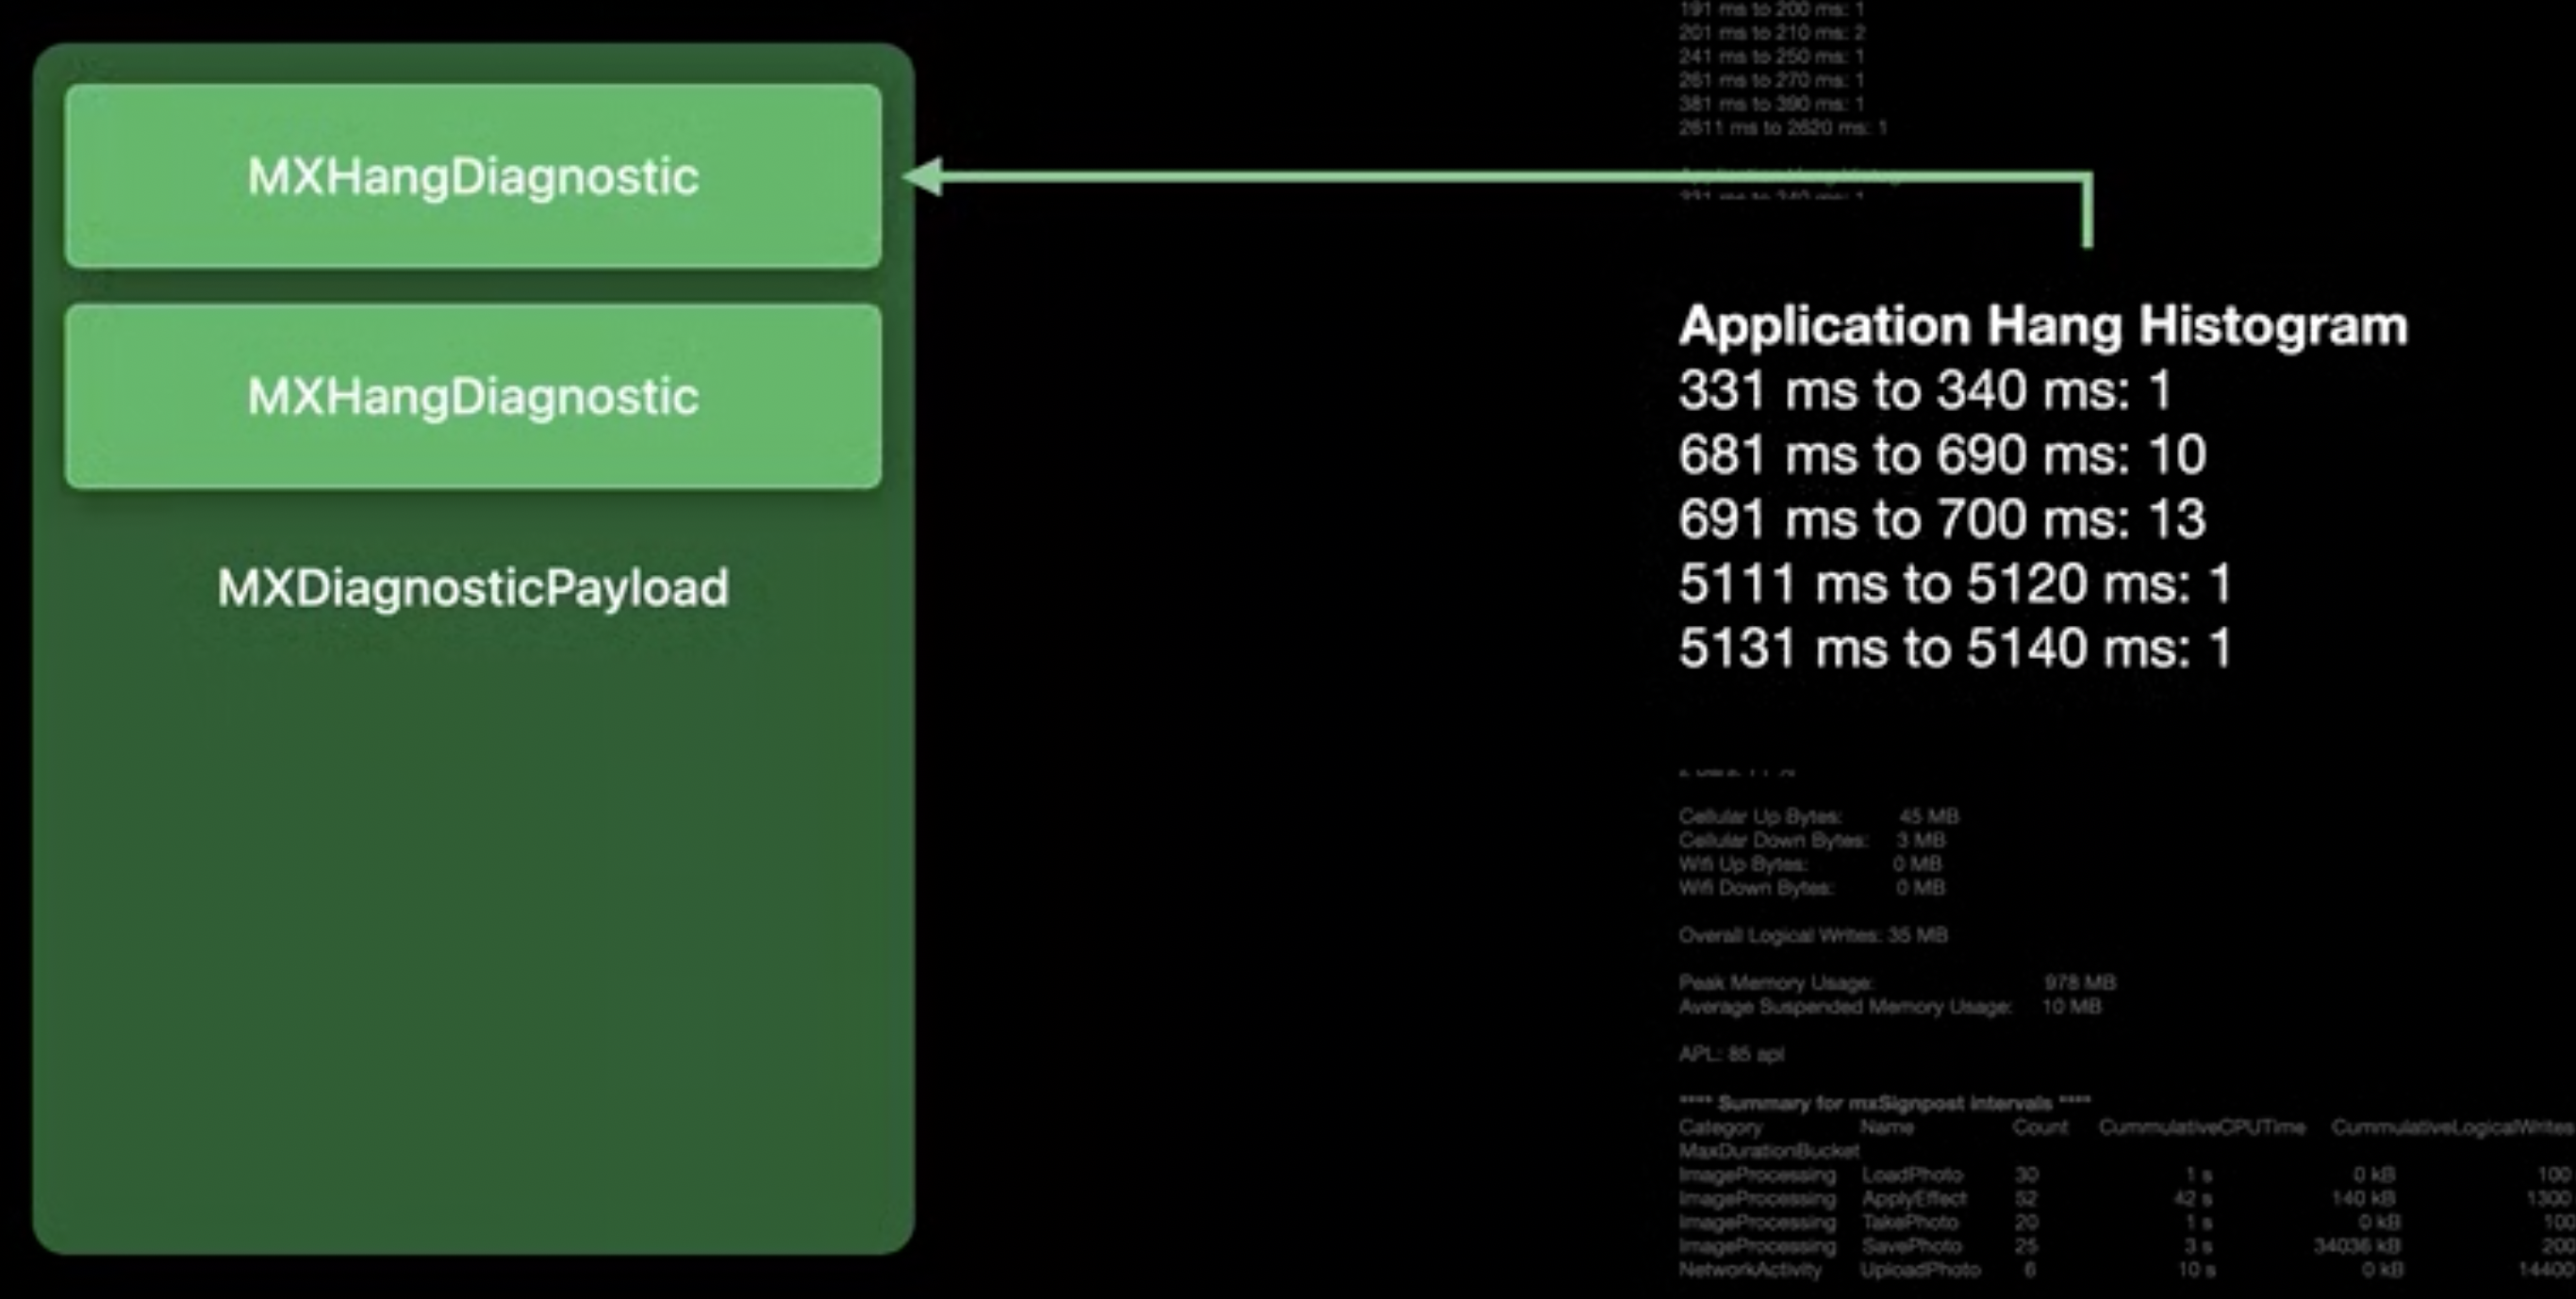 MXHangDiagnostic
MXHangDiagnostic
MXDiagnosticPayload
191 ms to 200 ms: 1
201 ms to 210 ms: 2
241 ms to 250 ms: 1
261 ms to 270 ms: 1
381 ms to 390 ms: 1
2611 ms to 2620 ms: 1
331 ms to 340 ms: 1
Application Hang Histogram
331 ms to 340 ms: 1
681 ms to 690 ms: 10
691 ms to 700 ms: 13
5111 ms to 5120 ms: 1
5131 ms to 5140 ms: 1
Cellular Up Bytes: 45 MB
Cellular Down Bytes: 3 MB
Wifi Up Bytes: 0 MB
Wifi Down Bytes: 0 MB
Overall Logical Writes: 35 MB
Peak Memory Usage: 978 MB
Average Suspended Memory Usage: 10 MB
APL: 85 apl
**** Summary for mxSignpost Intervals ****
Category Name Count CummulativeCPUTime CummulativeLogicalWrites
MaxDurationBucket
ImageProcessing LoadPhoto 30 1 s 0 kB 100
ImageProcessing ApplyEffect 52 42 s 140 kB 1300
ImageProcessing TakePhoto 20 1 s 0 kB 100
ImageProcessing SavePhoto 25 3 s 34036 kB 200
NetworkActivity UploadPhoto 6 10 s 0 kB 14400